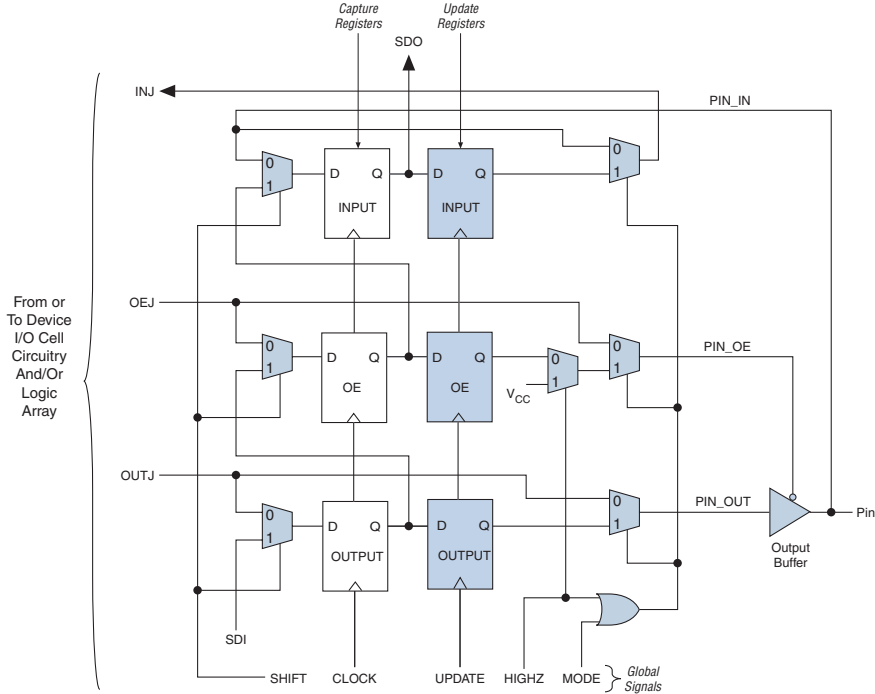 Capture
Registers
Update
Registers
SDO
INJ
PIN_IN
0
1
D Q
INPUT
D Q
INPUT
0
1
From or
To Device
I/O Cell
Circuitry
And/Or
Logic
Array
OEJ
0
1
D Q
OE
D Q
OE
0
1
VCC
0
1
PIN_OE
OUTJ
0
1
D Q
OUTPUT
D Q
OUTPUT
0
1
PIN_OUT
Pin
Output
Buffer
SDI
SHIFT
CLOCK
UPDATE
HIGHZ
MODE
Global
Signals